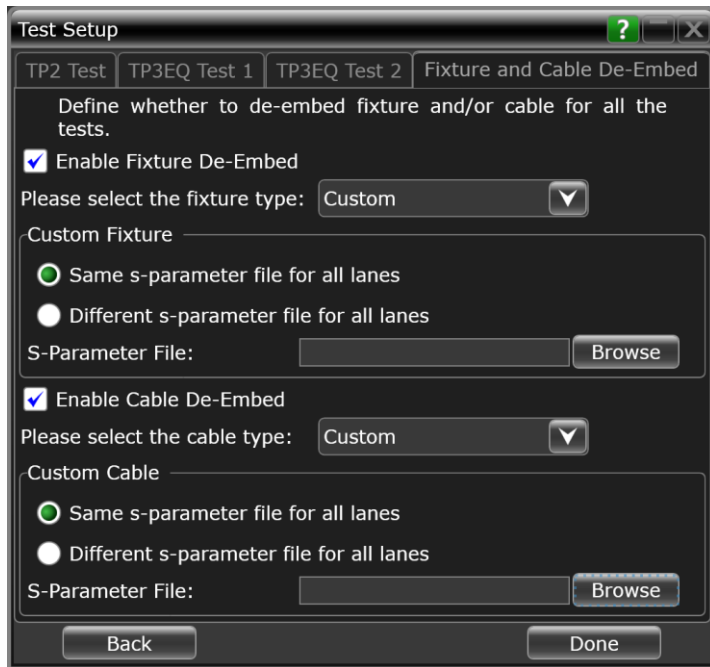 Test Setup
?
X
TP2 Test
TP3EQ Test 1
TP3EQ Test 2
Fixture and Cable De-Embed
Define whether to de-embed fixture and/or cable for all the
tests.
Enable Fixture De-Embed
Please select the fixture type: Custom
Custom Fixture
Same s-parameter file for all lanes
Different s-parameter file for all lanes
S-Parameter File: Browse
Enable Cable De-Embed
Please select the cable type: Custom
Custom Cable
Same s-parameter file for all lanes
Different s-parameter file for all lanes
S-Parameter File: Browse
Back
Done